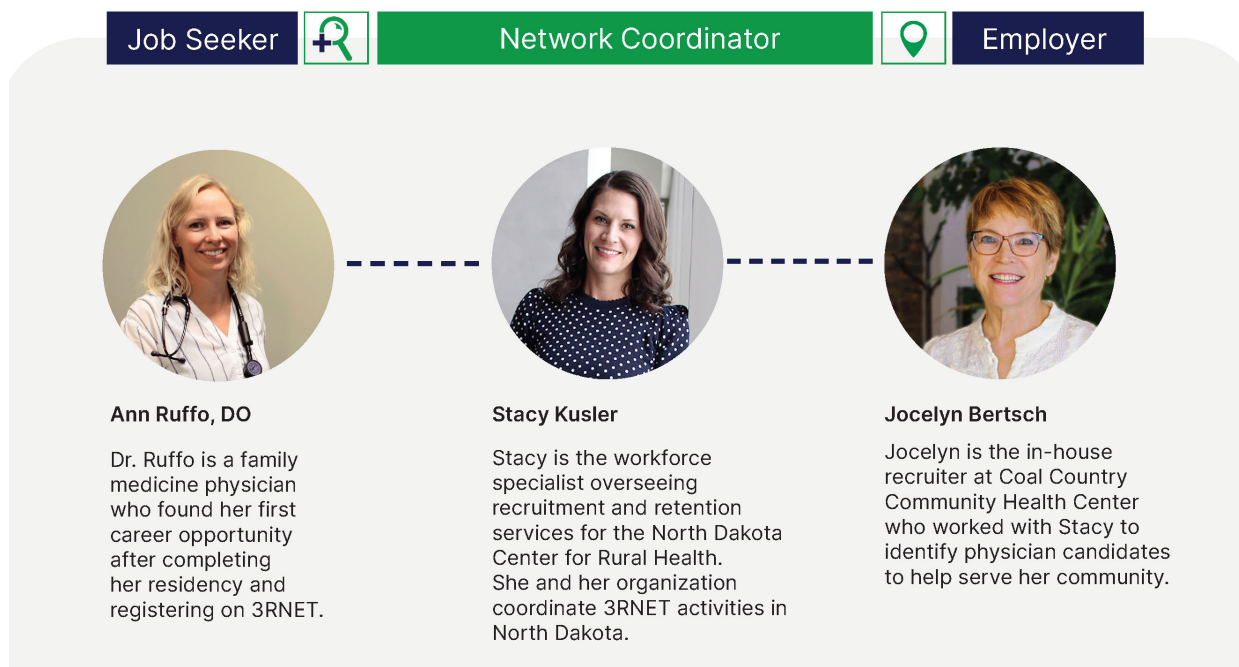 Job Seeker
Network Coordinator
Employer
Ann Ruffo, DO
Dr. Ruffo is a family
medicine physician
who found her first
career opportunity
after completing
her residency and
registering on 3RNET.
Stacy Kusler
Stacy is the workforce
specialist overseeing
recruitment and retention
services for the North Dakota
Center for Rural Health.
She and her organization
coordinate 3RNET activities in
North Dakota.
Jocelyn Bertsch
Jocelyn is the in-house
recruiter at Coal Country
Community Health Center
who worked with Stacy to
identify physician candidates
to help serve her community.